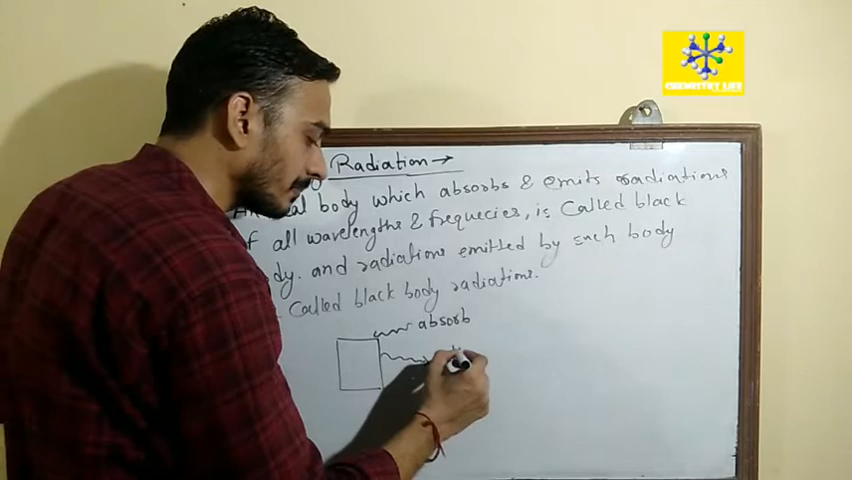 CHEMISTRY LIFE
Radiation →
body which absorbs & emits radiations
of all wavelengths & frequecies, is Called black
body. and radiations emitted by such body
Called black body radiations.
absorb